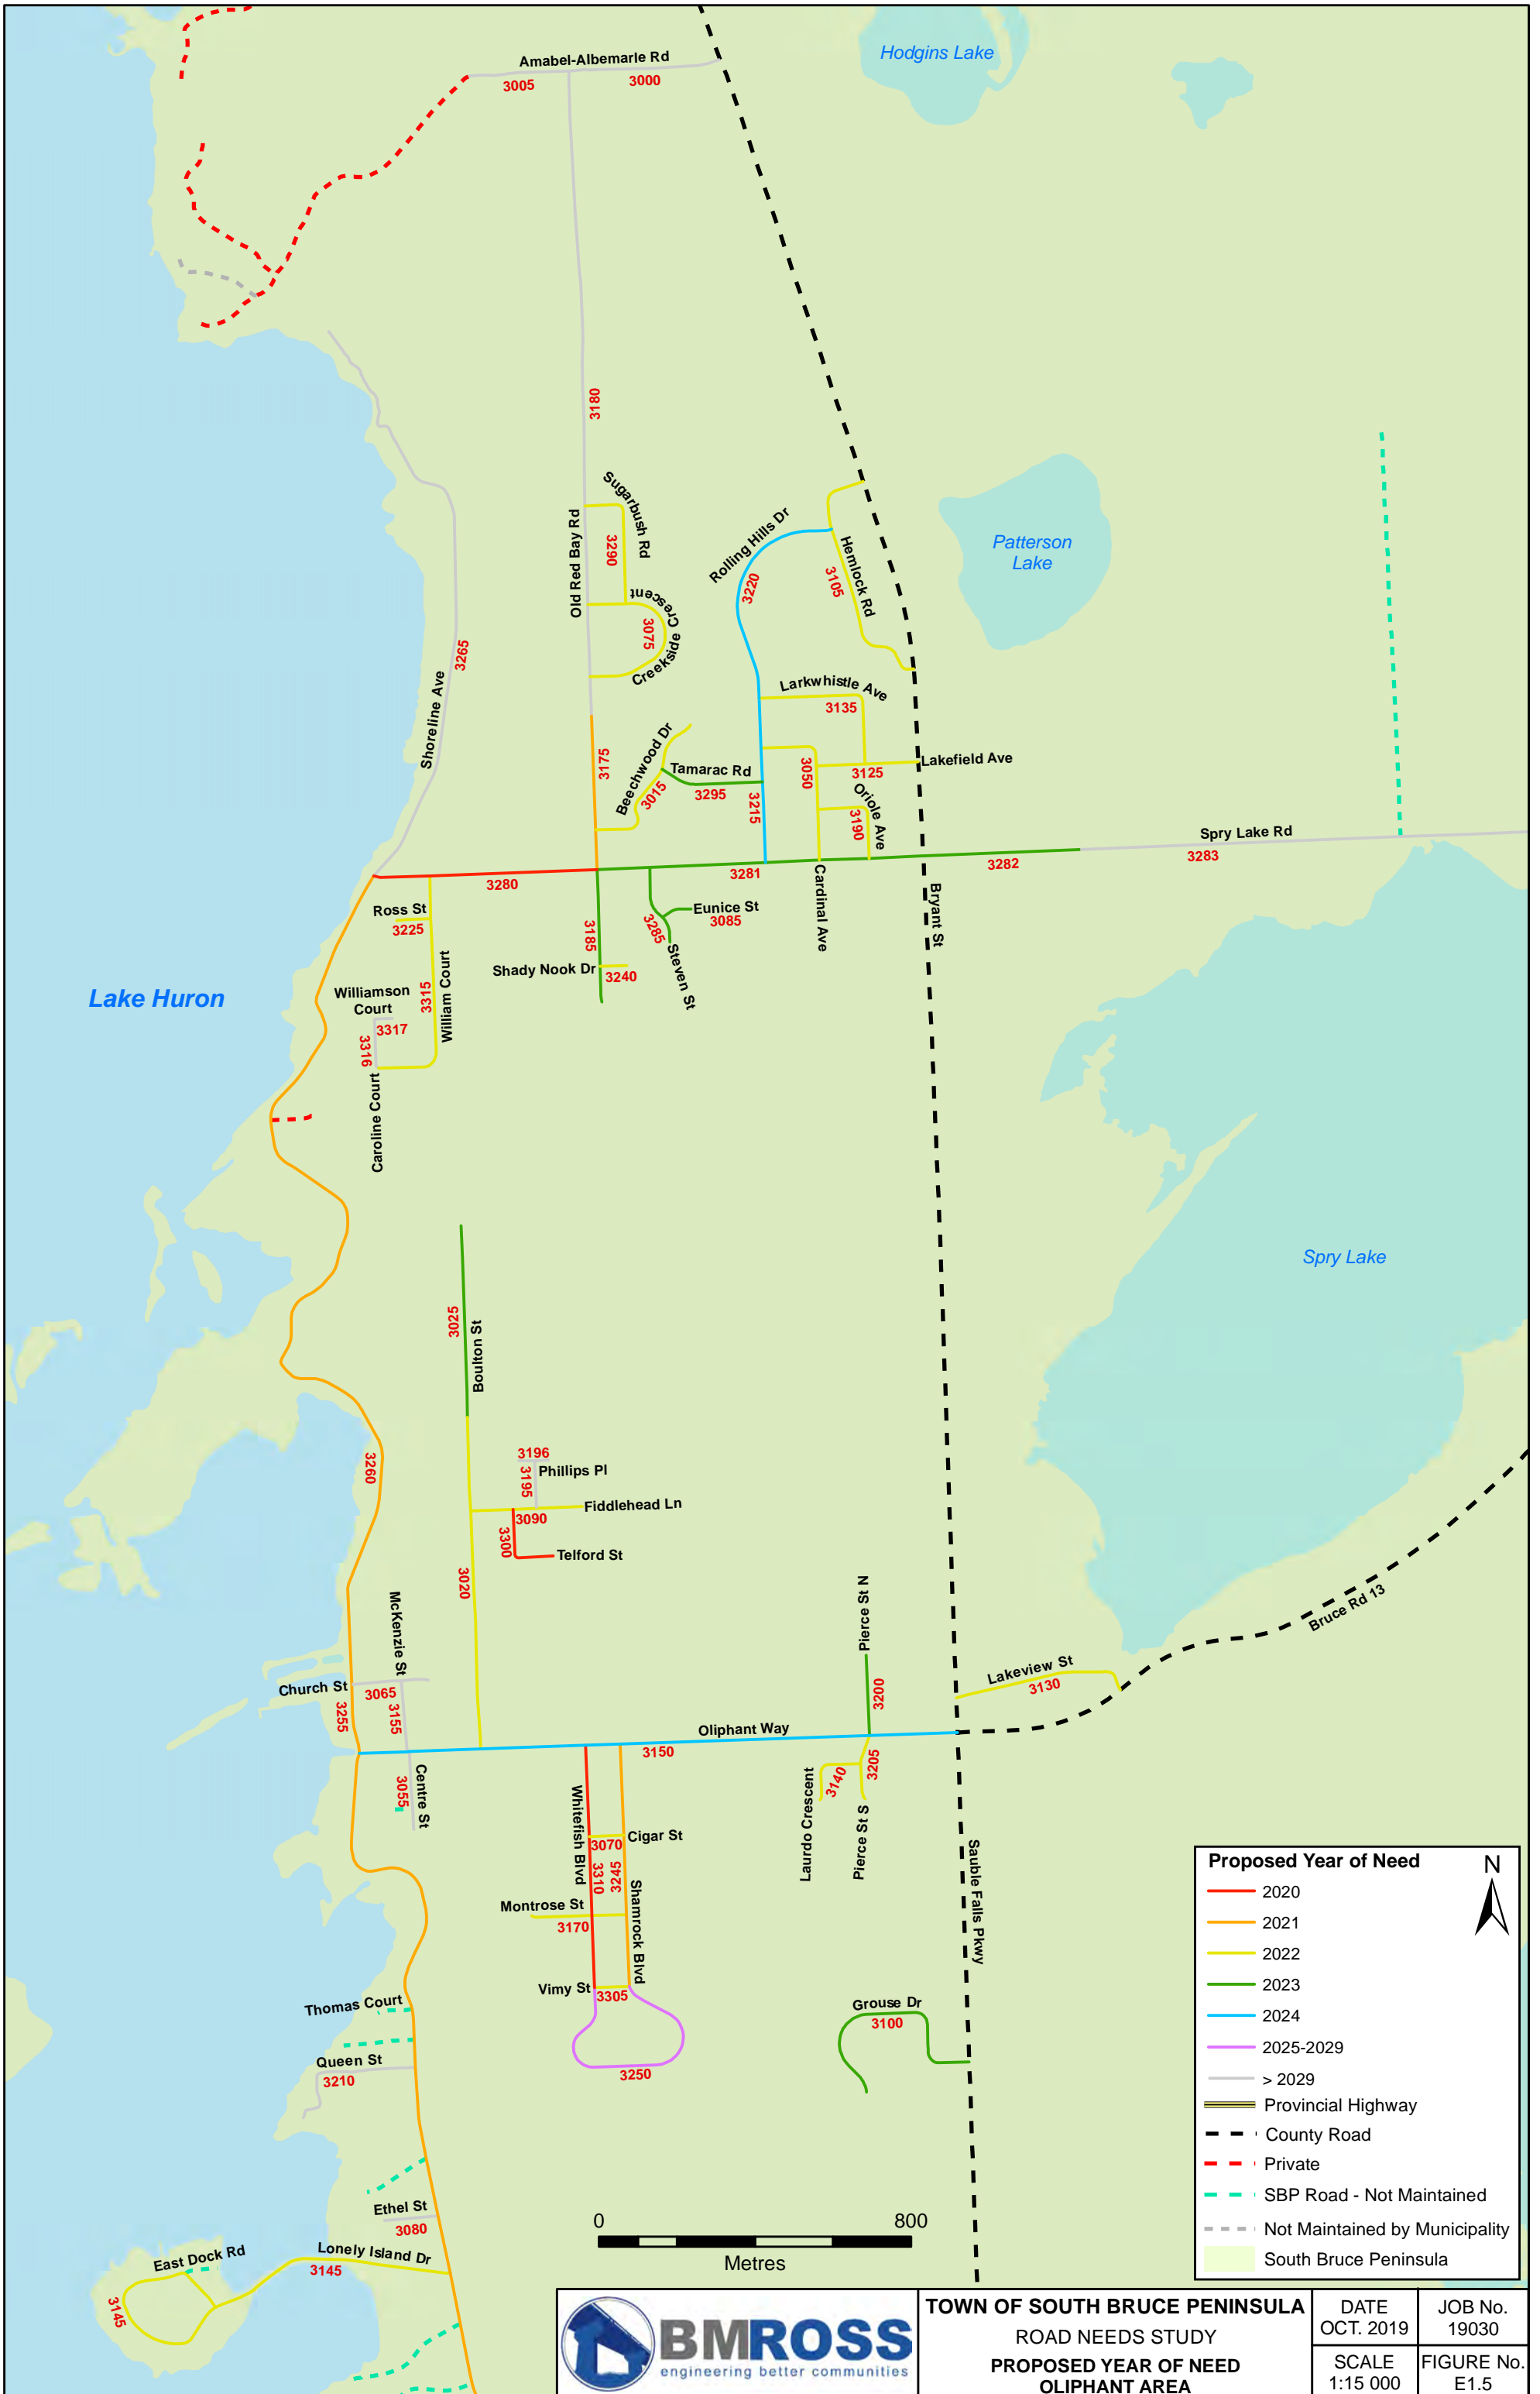 Hodgins Lake
Amabel-Albemarle Rd
3005
3000
3180
Sugarbush Rd
3290
Old Red Bay Rd
Creekside Crescent
3075
Rolling Hills Dr
3220
Hemlock Rd
3105
Patterson
Lake
3265
Shoreline Ave
Larkwhistle Ave
3135
3175
Beechwood Dr
3015
Tamarac Rd
3295
3215
3050
Lakefield Ave
3125
Oriole Ave
3190
Spry Lake Rd
3280
3281
3282
3283
Ross St
3225
Eunice St
3085
3285
Steven St
3185
Shady Nook Dr
3240
Cardinal Ave
Bryant St
William Court
3315
Williamson
Court
3317
3316
Caroline Court
Lake Huron
Spry Lake
3025
Boulton St
3260
3196
3195
Phillips Pl
Fiddlehead Ln
3090
3300
Telford St
3020
McKenzie St
Pierce St N
3200
Bruce Rd 13
Lakeview St
3130
Church St
3065
3155
3255
Oliphant Way
3150
3055
Centre St
3205
3140
Laurdo Crescent
Pierce St S
Whitefish Blvd
Cigar St
3070
3310
3245
Shamrock Blvd
Montrose St
3170
Vimy St
3305
3250
Sauble Falls Pkwy
Grouse Dr
3100
Thomas Court
Queen St
3210
Ethel St
3080
Lonely Island Dr
3145
East Dock Rd
3145
Proposed Year of Need
N
2020
2021
2022
2023
2024
2025-2029
> 2029
Provincial Highway
County Road
Private
SBP Road - Not Maintained
Not Maintained by Municipality
South Bruce Peninsula
0 800
Metres
BMROSS
engineering better communities
TOWN OF SOUTH BRUCE PENINSULA
ROAD NEEDS STUDY
PROPOSED YEAR OF NEED
OLIPHANT AREA
DATE
OCT. 2019
JOB No.
19030
SCALE
1:15 000
FIGURE No.
E1.5